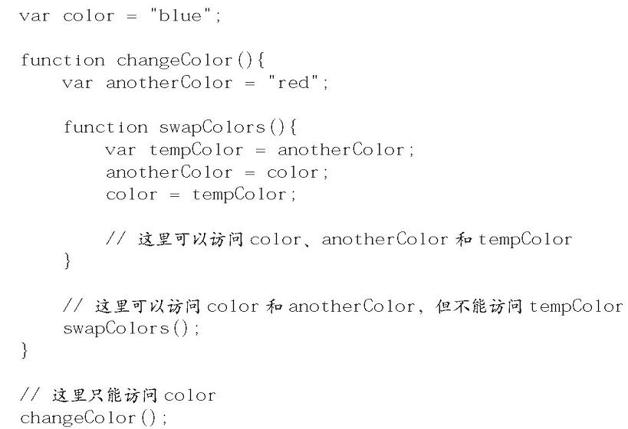 var color = "blue";

function changeColor(){
    var anotherColor = "red";

    function swapColors(){
        var tempColor = anotherColor;
        anotherColor = color;
        color = tempColor;

        // 这里可以访问 color、anotherColor 和 tempColor
    }

    // 这里可以访问 color 和 anotherColor，但不能访问 tempColor
    swapColors();
}

// 这里只能访问 color
changeColor();